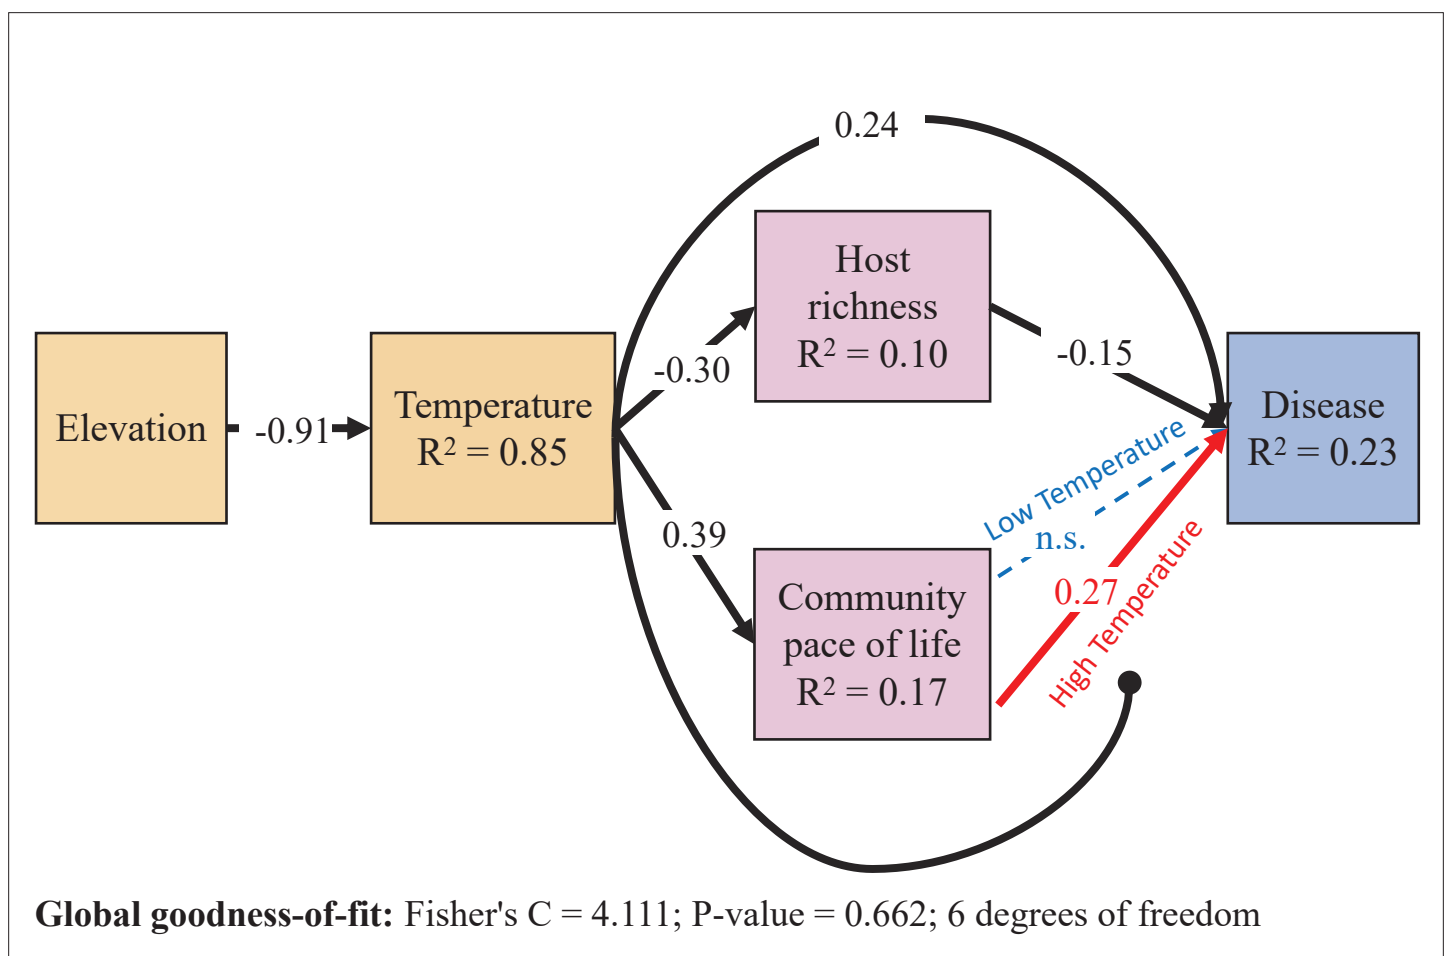 0.24
Host
richness
R² = 0.10
-0.30
-0.15
Elevation
-0.91
Temperature
R² = 0.85
Disease
R² = 0.23
Low Temperature
n.s.
0.39
0.27
High Temperature
Community
pace of life
R² = 0.17
Global goodness-of-fit: Fisher's C = 4.111; P-value = 0.662; 6 degrees of freedom